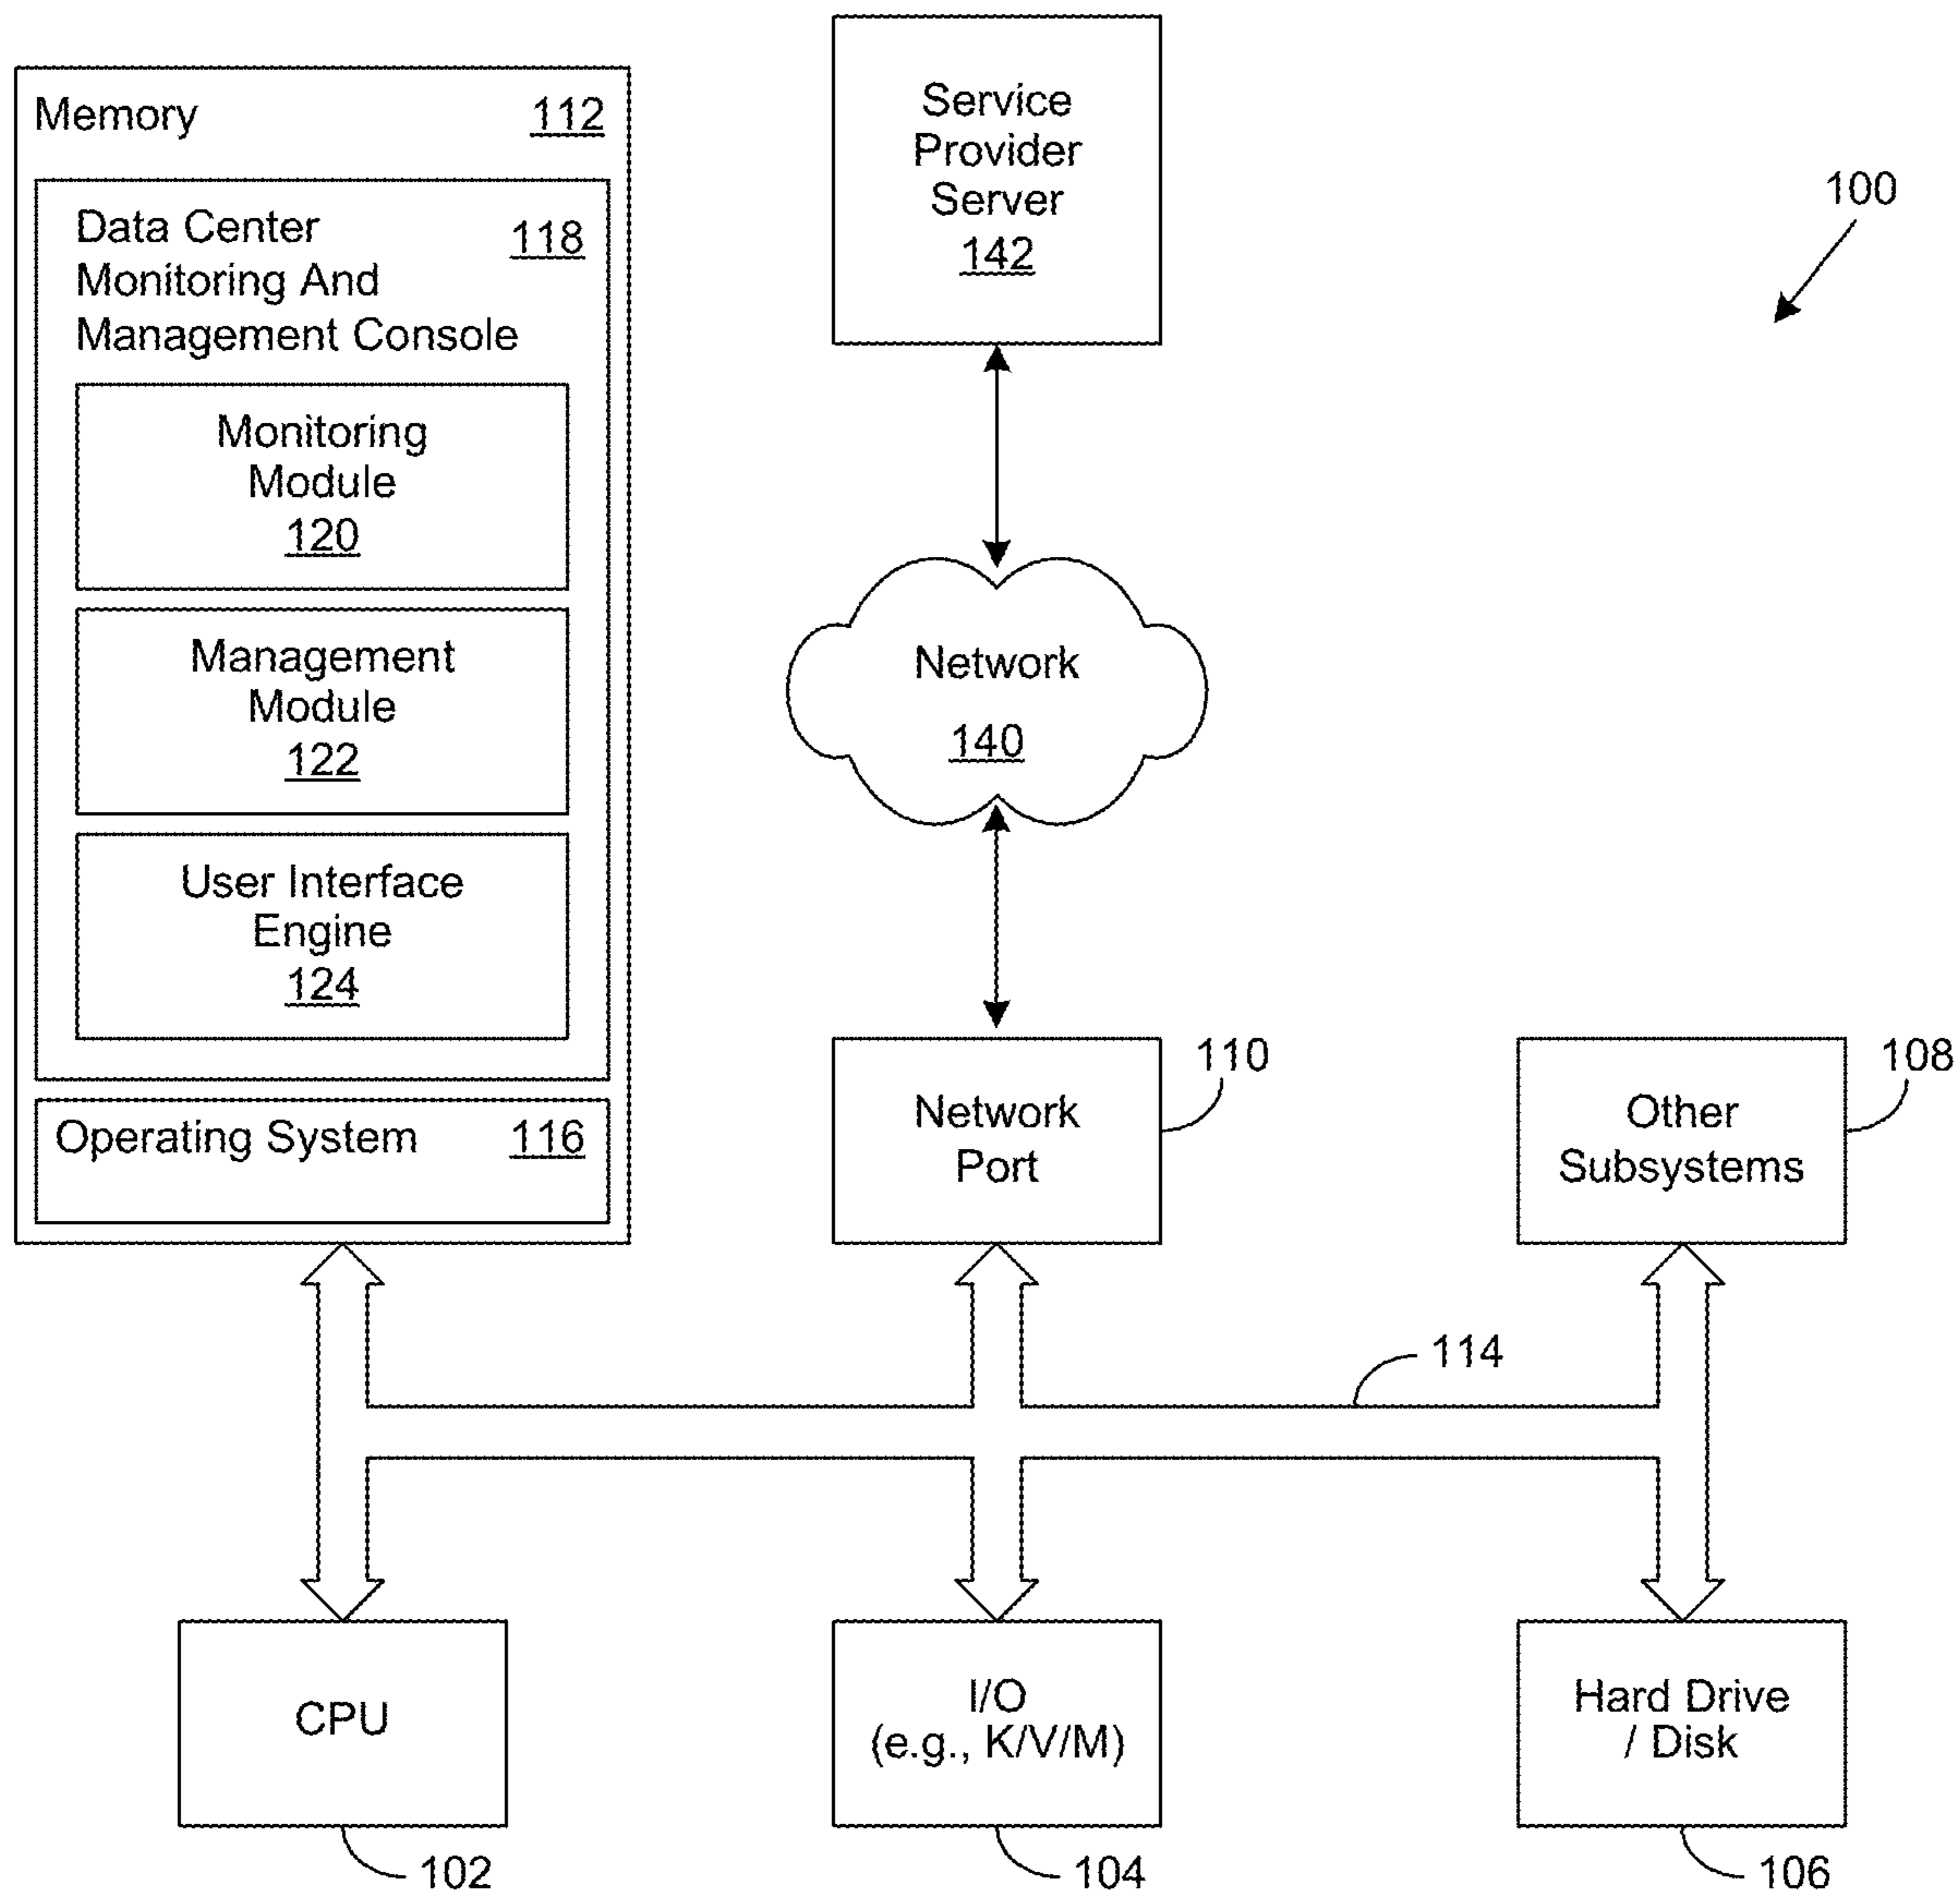 Memory 112
Data Center
Monitoring And
Management Console
118
Monitoring
Module
120
Management
Module
122
User Interface
Engine
124
Operating System 116
Service
Provider
Server
142
100
Network
140
Network
Port
110
Other
Subsystems
108
114
CPU
102
I/O
(e.g., K/V/M)
104
Hard Drive
/ Disk
106